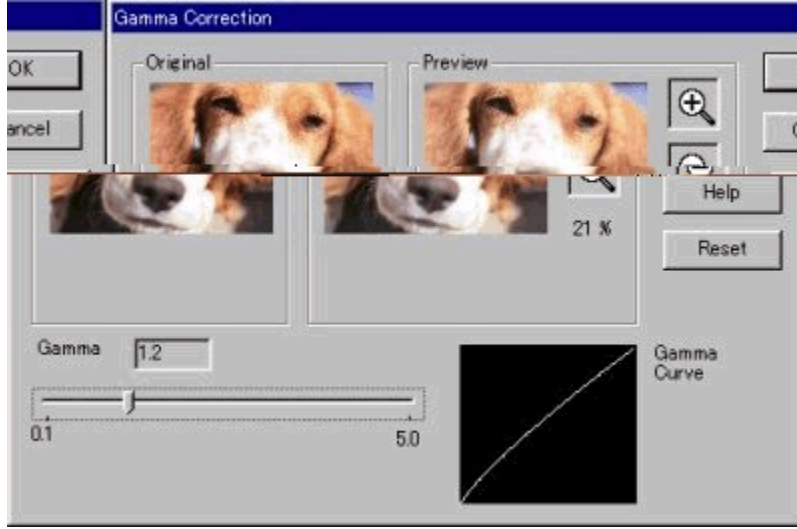 Gamma Correction
OK
Original
Preview
ancel
Help
21 %
Reset
Gamma
1.2
Gamma
Curve
0.1
5.0